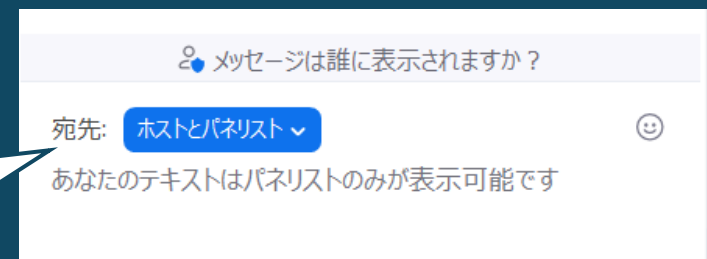 メッセージは誰に表示されますか？
宛先: ホストとパネリスト
あなたのテキストはパネリストのみが表示可能です